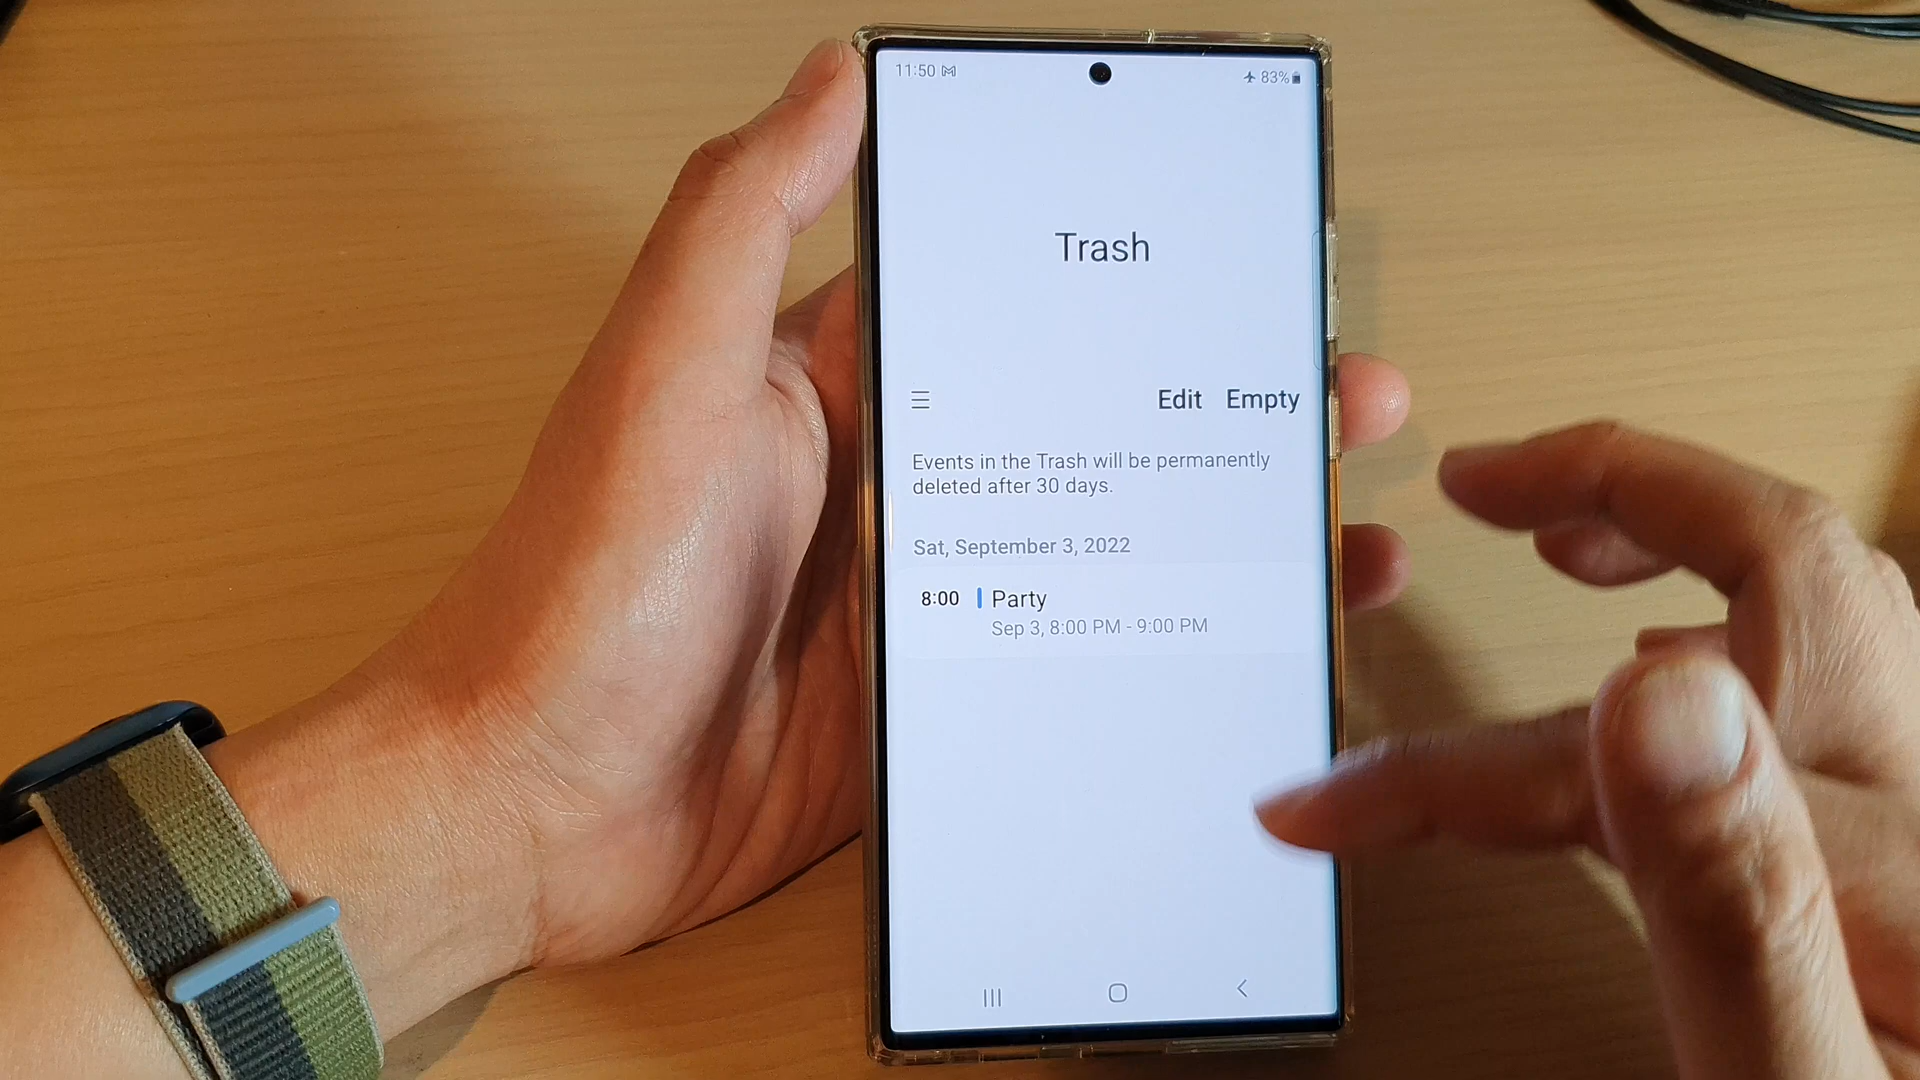 11:50
83%
Trash
Edit Empty
Events in the Trash will be permanently
deleted after 30 days.
Sat, September 3, 2022
8:00 Party
Sep 3, 8:00 PM - 9:00 PM